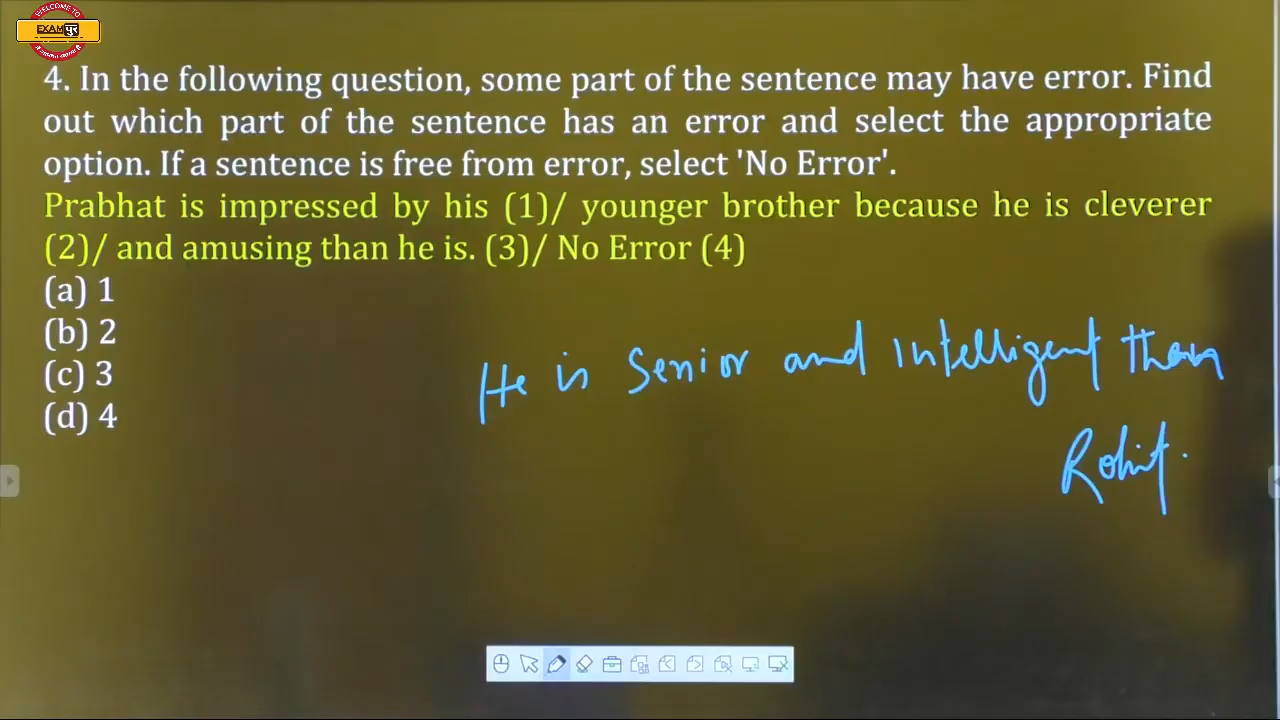 WELCOME TO
EXAMपुर
4. In the following question, some part of the sentence may have error. Find
out which part of the sentence has an error and select the appropriate
option. If a sentence is free from error, select 'No Error'.
Prabhat is impressed by his (1)/ younger brother because he is cleverer
(2)/ and amusing than he is. (3)/ No Error (4)
(a) 1
(b) 2
(c) 3
(d) 4
He is Senior and intelligent than
Rohit.